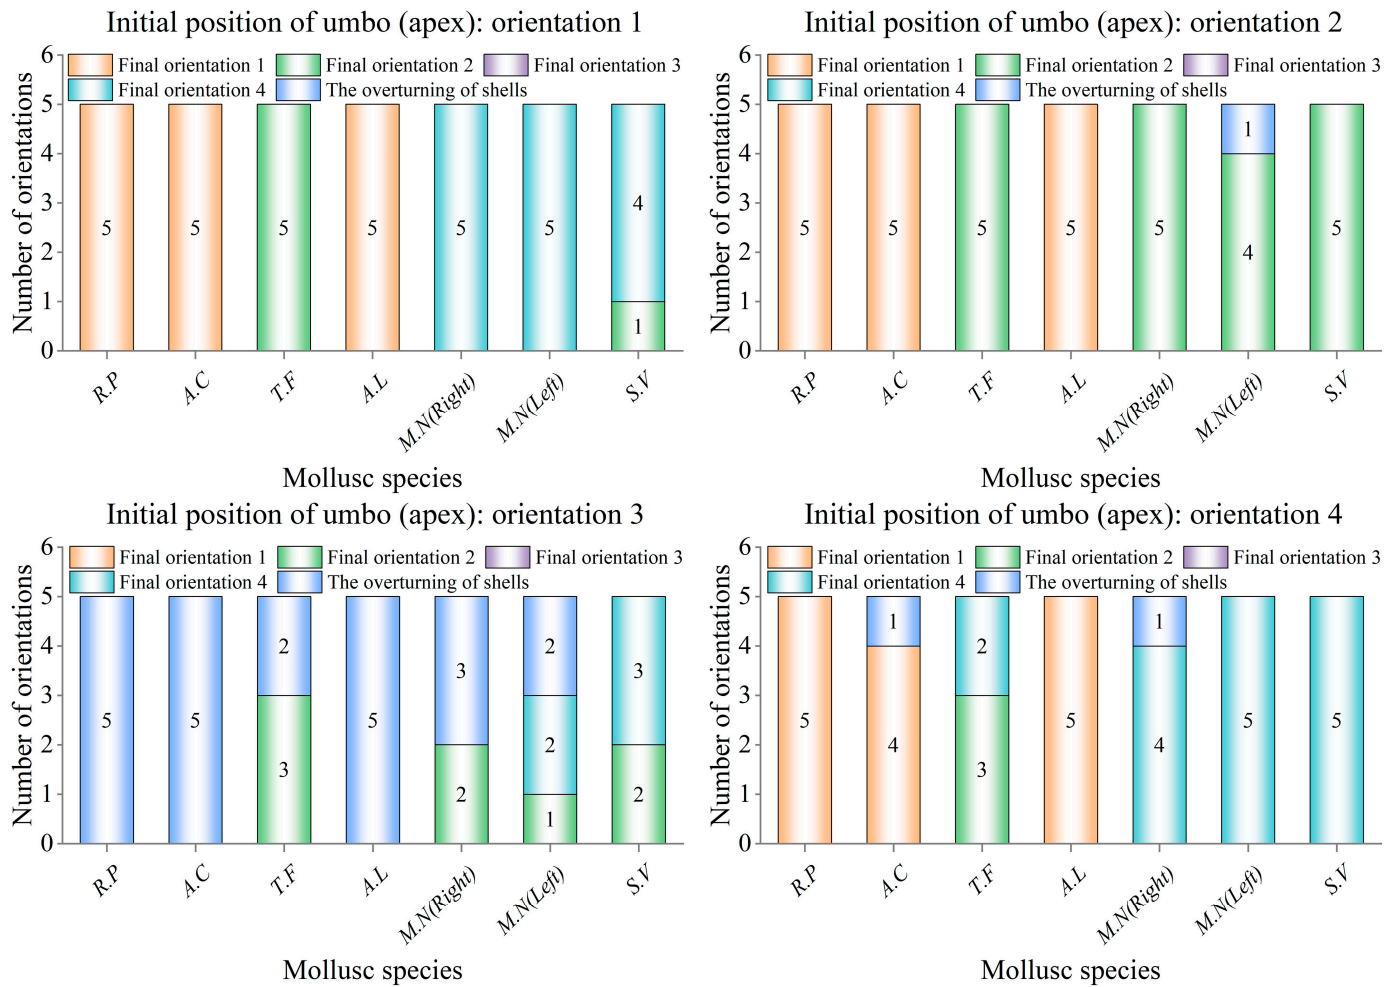 Initial position of umbo (apex): orientation 1
Number of orientations
6
5
4
3
2
1
0
Final orientation 1
Final orientation 2
Final orientation 3
Final orientation 4
The overturning of shells
5
5
5
5
5
5
4
1
R.P
A.C
T.F
A.L
M.N(Right)
M.N(Left)
S.V
Mollusc species
Initial position of umbo (apex): orientation 2
Number of orientations
6
5
4
3
2
1
0
Final orientation 1
Final orientation 2
Final orientation 3
Final orientation 4
The overturning of shells
5
5
5
5
5
1
4
5
R.P
A.C
T.F
A.L
M.N(Right)
M.N(Left)
S.V
Mollusc species
Initial position of umbo (apex): orientation 3
Number of orientations
6
5
4
3
2
1
0
Final orientation 1
Final orientation 2
Final orientation 3
Final orientation 4
The overturning of shells
5
5
2
3
5
3
2
2
2
1
3
2
R.P
A.C
T.F
A.L
M.N(Right)
M.N(Left)
S.V
Mollusc species
Initial position of umbo (apex): orientation 4
Number of orientations
6
5
4
3
2
1
0
Final orientation 1
Final orientation 2
Final orientation 3
Final orientation 4
The overturning of shells
5
1
4
2
3
5
1
4
5
5
R.P
A.C
T.F
A.L
M.N(Right)
M.N(Left)
S.V
Mollusc species